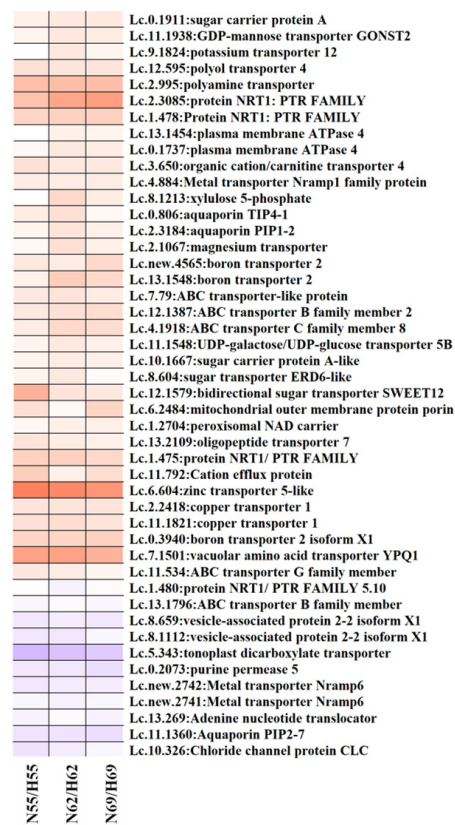 Lc.0.1911:sugar carrier protein A
Lc.11.1938:GDP-mannose transporter GONST2
Lc.9.1824:potassium transporter 12
Lc.12.595:polyol transporter 4
Lc.2.995:polyamine transporter
Lc.2.3085:protein NRT1: PTR FAMILY
Lc.1.478:Protein NRT1: PTR FAMILY
Lc.13.1454:plasma membrane ATPase 4
Lc.0.1737:plasma membrane ATPase 4
Lc.3.650:organic cation/carnitine transporter 4
Lc.4.884:Metal transporter Nramp1 family protein
Lc.8.1213:xylulose 5-phosphate
Lc.0.806:aquaporin TIP4-1
Lc.2.3184:aquaporin PIP1-2
Lc.2.1067:magnesium transporter
Lc.new.4565:boron transporter 2
Lc.13.1548:boron transporter 2
Lc.7.79:ABC transporter-like protein
Lc.12.1387:ABC transporter B family member 2
Lc.4.1918:ABC transporter C family member 8
Lc.11.1548:UDP-galactose/UDP-glucose transporter 5B
Lc.10.1667:sugar carrier protein A-like
Lc.8.604:sugar transporter ERD6-like
Lc.12.1579:bidirectional sugar transporter SWEET12
Lc.6.2484:mitochondrial outer membrane protein porin
Lc.1.2704:peroxisomal NAD carrier
Lc.13.2109:oligopeptide transporter 7
Lc.1.475:protein NRT1/ PTR FAMILY
Lc.11.792:Cation efflux protein
Lc.6.604:zinc transporter 5-like
Lc.2.2418:copper transporter 1
Lc.11.1821:copper transporter 1
Lc.0.3940:boron transporter 2 isoform X1
Lc.7.1501:vacuolar amino acid transporter YPQ1
Lc.11.534:ABC transporter G family member
Lc.1.480:protein NRT1/ PTR FAMILY 5.10
Lc.13.1796:ABC transporter B family member
Lc.8.659:vesicle-associated protein 2-2 isoform X1
Lc.8.1112:vesicle-associated protein 2-2 isoform X1
Lc.5.343:tonoplast dicarboxylate transporter
Lc.0.2073:purine permease 5
Lc.new.2742:Metal transporter Nramp6
Lc.new.2741:Metal transporter Nramp6
Lc.13.269:Adenine nucleotide translocator
Lc.11.1360:Aquaporin PIP2-7
Lc.10.326:Chloride channel protein CLC
N55/H55
N62/H62
N69/H69